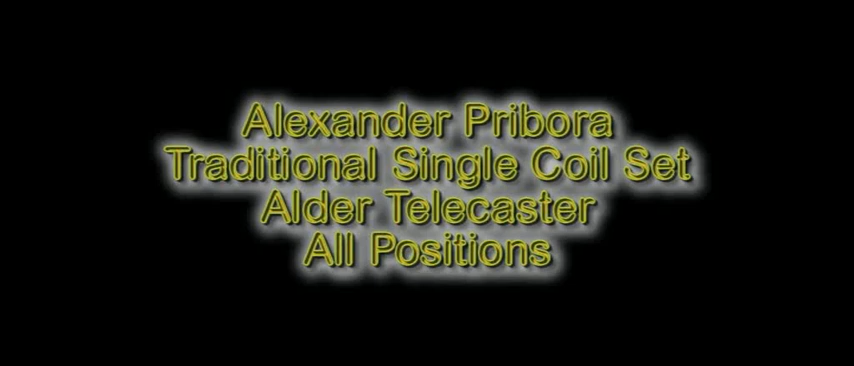 Alexander Pribora
Traditional Single Coil Set
Alder Telecaster
All Positions